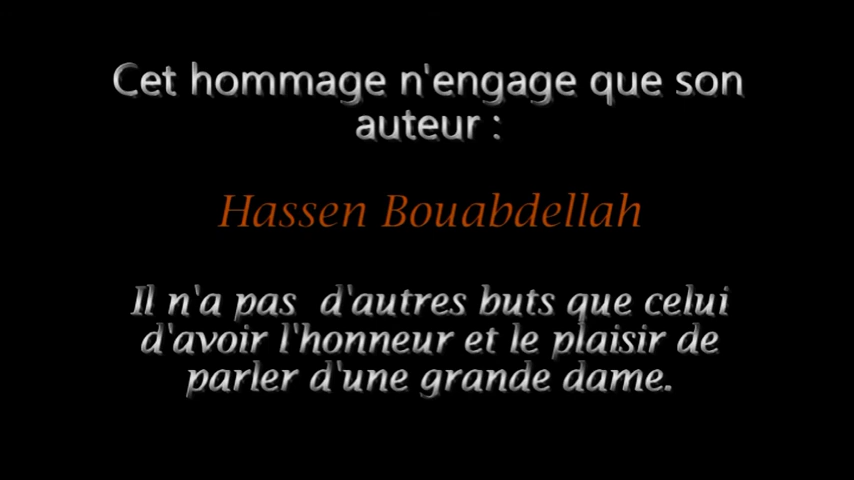 Cet hommage n'engage que son
auteur :
Hassen Bouabdellah
Il n'a pas  d'autres buts que celui
d'avoir l'honneur et le plaisir de
parler d'une grande dame.